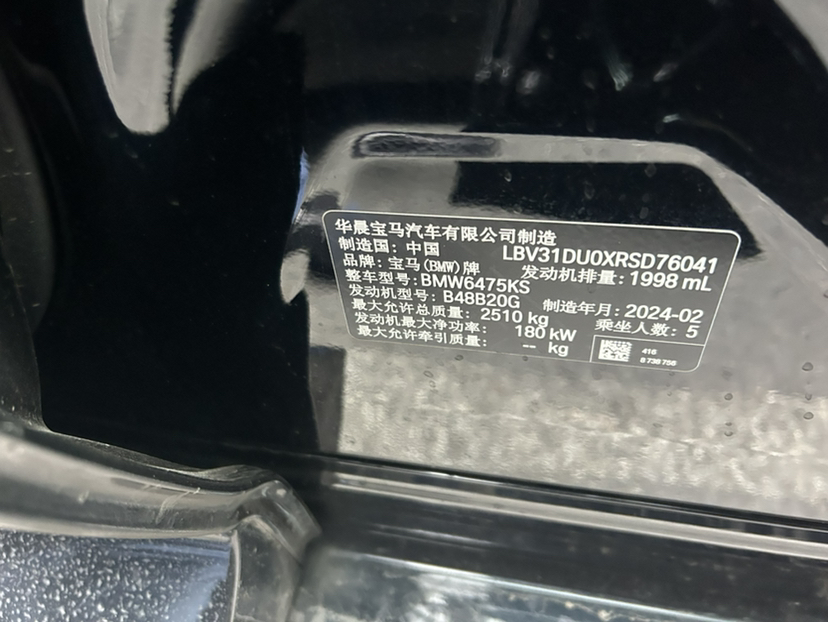 华晨宝马汽车有限公司制造
制造国：中国 LBV31DU0XRSD76041
品牌：宝马(BMW)牌 发动机排量：1998 mL
整车型号：BMW6475KS
发动机型号：B48B20G 制造年月：2024-02
最大允许总质量：2510 kg 乘坐人数：5
发动机最大净功率：180 kW
最大允许牵引质量：-- kg
416
8 736 756